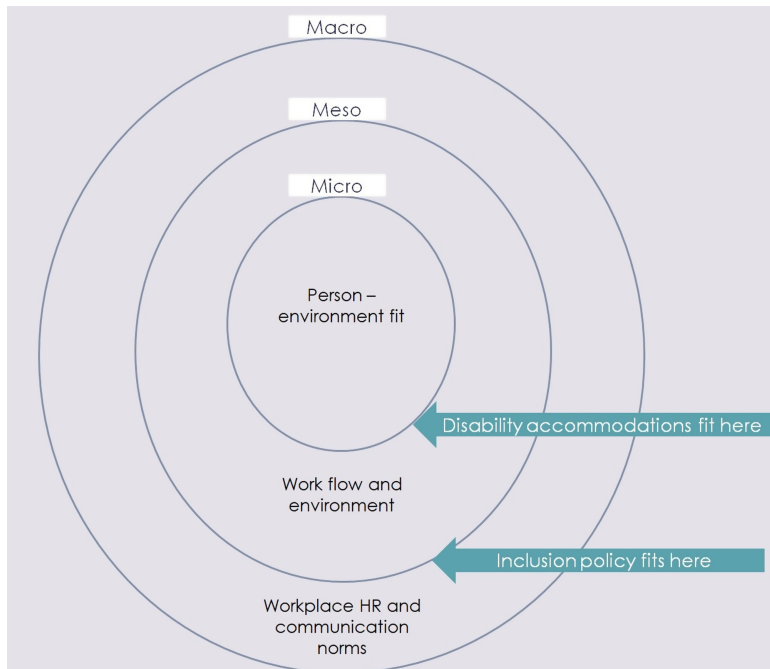 Macro
Meso
Micro
Person –
environment fit
Disability accommodations fit here
Work flow and
environment
Inclusion policy fits here
Workplace HR and
communication
norms